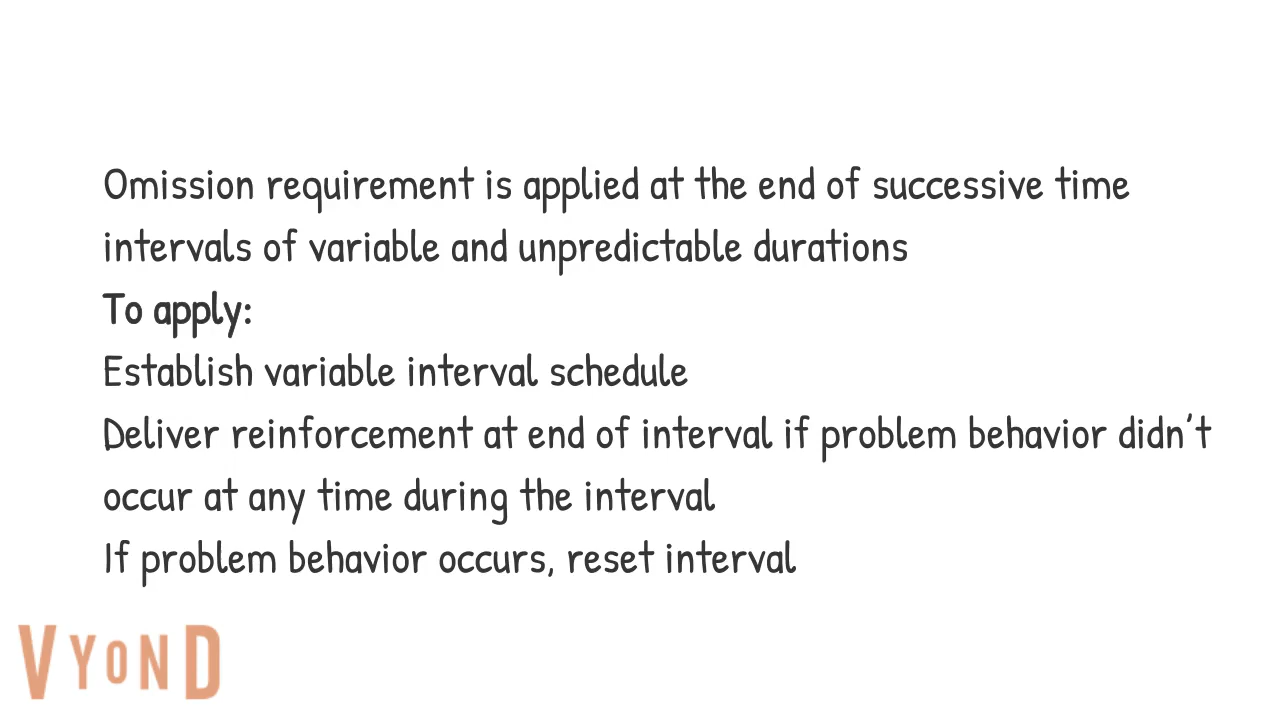 Omission requirement is applied at the end of successive time
intervals of variable and unpredictable durations
To apply:
Establish variable interval schedule
Deliver reinforcement at end of interval if problem behavior didn't
occur at any time during the interval
If problem behavior occurs, reset interval
VYOND